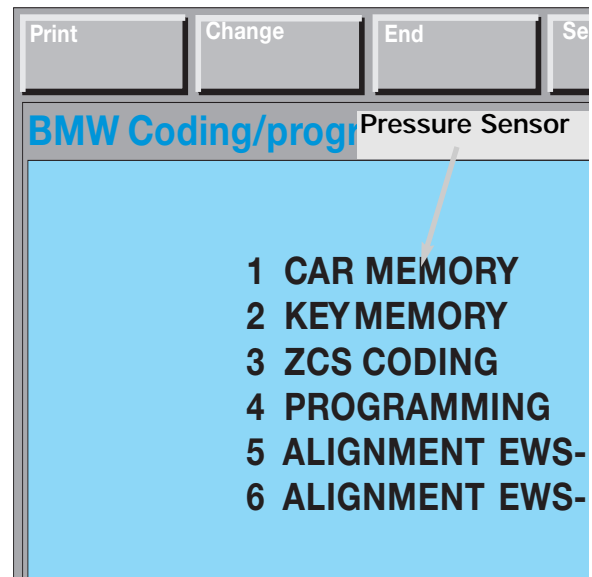 Print Change End Se
BMW Coding/progr Pressure Sensor
1 CAR MEMORY
2 KEY MEMORY
3 ZCS CODING
4 PROGRAMMING
5 ALIGNMENT EWS-
6 ALIGNMENT EWS-